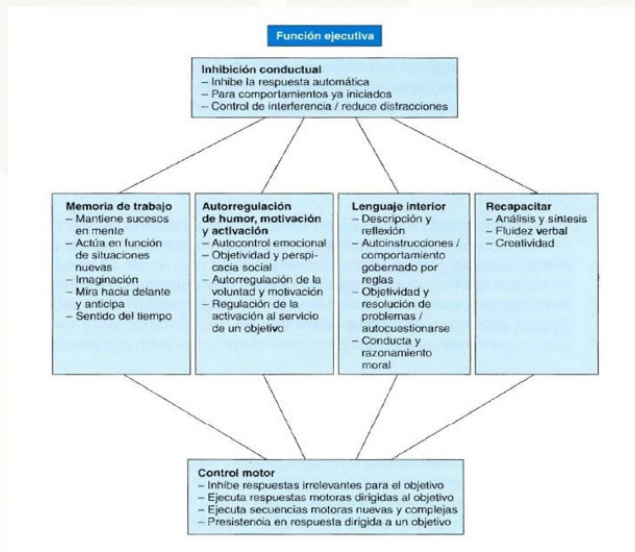 Función ejecutiva
Inhibición conductual
– Inhibe la respuesta automática
– Para comportamientos ya iniciados
– Control de interferencia / reduce distracciones
Memoria de trabajo
– Mantiene sucesos
en mente
– Actúa en función
de situaciones
nuevas
– Imaginación
– Mira hacia delante
y anticipa
– Sentido del tiempo
Autorregulación
de humor, motivación
y activación
– Autocontrol emocional
– Objetividad y perspi-
cacia social
– Autorregulación de la
voluntad y motivación
– Regulación de la
activación al servicio
de un objetivo
Lenguaje interior
– Descripción y
reflexión
– Autoinstrucciones /
comportamiento
gobernado por
reglas
– Objetividad y
resolución de
problemas /
autocuestionarse
– Conducta y
razonamiento
moral
Recapacitar
– Análisis y síntesis
– Fluidez verbal
– Creatividad
Control motor
– Inhibe respuestas irrelevantes para el objetivo
– Ejecuta respuestas motoras dirigidas al objetivo
– Ejecuta secuencias motoras nuevas y complejas
– Presistencia en respuesta dirigida a un objetivo